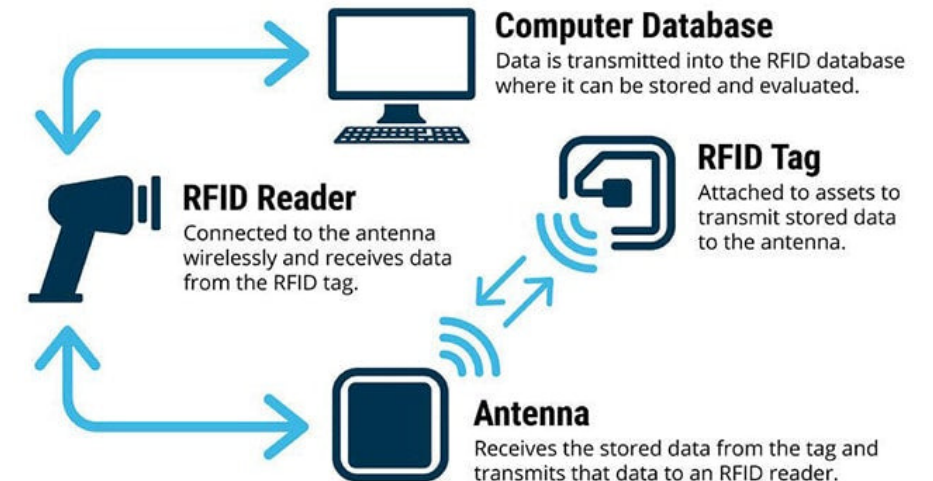 Computer Database
Data is transmitted into the RFID database
where it can be stored and evaluated.
RFID Tag
Attached to assets to
transmit stored data
to the antenna.
RFID Reader
Connected to the antenna
wirelessly and receives data
from the RFID tag.
Antenna
Receives the stored data from the tag and
transmits that data to an RFID reader.